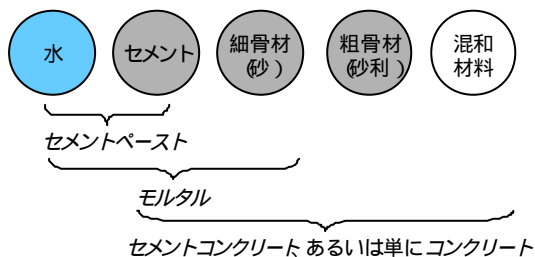 水
セメント
細骨材
(砂)
粗骨材
(砂利)
混和
材料
セメントペースト
モルタル
セメントコンクリート、あるいは単にコンクリート